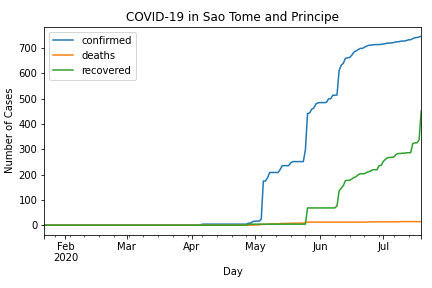 COVID-19 in Sao Tome and Principe
confirmed
deaths
recovered
Number of Cases
700
600
500
400
300
200
100
0
Feb
2020
Mar
Apr
May
Jun
Jul
Day